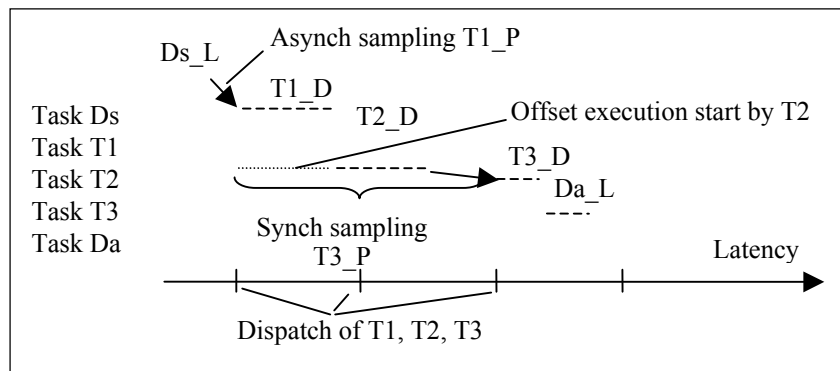 Asynch sampling T1_P
Ds_L
T1_D
Task Ds
T2_D
Offset execution start by T2
Task T1
T3_D
Task T2
Da_L
Task T3
Synch sampling
Task Da
T3_P
Latency
Dispatch of T1, T2, T3